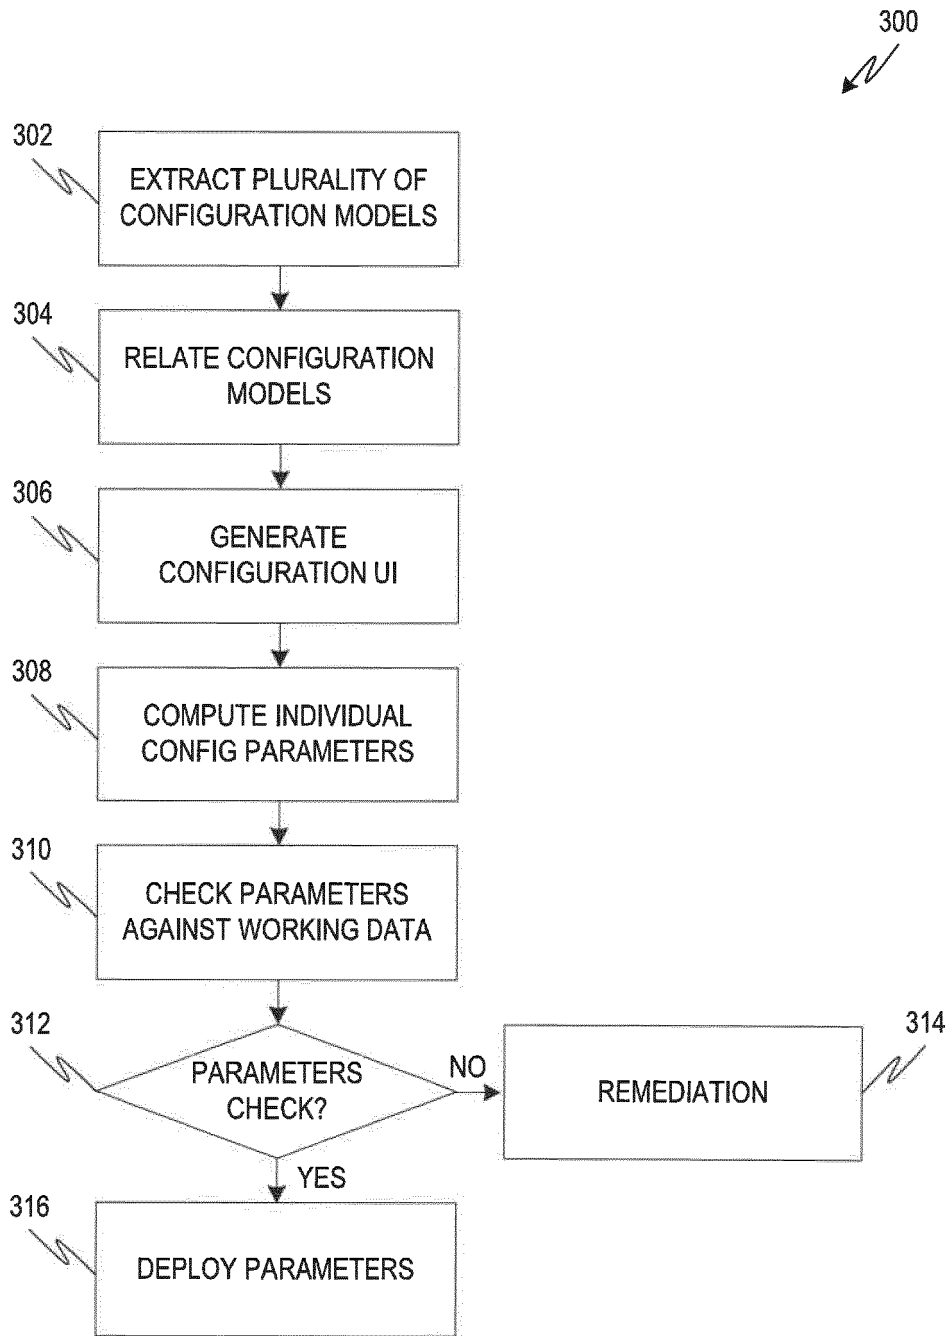 300
302
EXTRACT PLURALITY OF
CONFIGURATION MODELS
304
RELATE CONFIGURATION
MODELS
306
GENERATE
CONFIGURATION UI
308
COMPUTE INDIVIDUAL
CONFIG PARAMETERS
310
CHECK PARAMETERS
AGAINST WORKING DATA
312
PARAMETERS
CHECK?
NO
314
REMEDIATION
YES
316
DEPLOY PARAMETERS